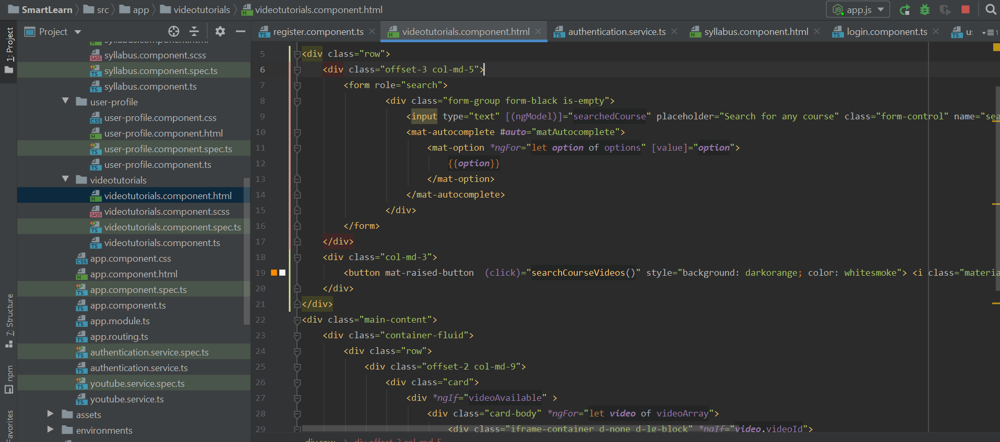 SmartLearn src app videotutorials videotutorials.component.html app.js
1: Project
7: Structure
npm
Favorites
Project
syllabus.component.html
syllabus.component.scss
syllabus.component.spec.ts
syllabus.component.ts
user-profile
user-profile.component.css
user-profile.component.html
user-profile.component.spec.ts
user-profile.component.ts
videotutorials
videotutorials.component.html
videotutorials.component.scss
videotutorials.component.spec.ts
videotutorials.component.ts
app.component.css
app.component.html
app.component.spec.ts
app.component.ts
app.module.ts
app.routing.ts
authentication.service.spec.ts
authentication.service.ts
youtube.service.spec.ts
youtube.service.ts
assets
environments
register.component.ts videotutorials.component.html authentication.service.ts syllabus.component.html login.component.ts
5 <div class="row">
6 <div class="offset-3 col-md-5">
7 <form role="search">
8 <div class="form-group form-black is-empty">
9 <input type="text" [(ngModel)]="searchedCourse" placeholder="Search for any course" class="form-control" name="sea
10 <mat-autocomplete #auto="matAutocomplete">
11 <mat-option *ngFor="let option of options" [value]="option">
12 {{option}}
13 </mat-option>
14 </mat-autocomplete>
15 </div>
16 </form>
17 </div>
18 <div class="col-md-3">
19 <button mat-raised-button (click)="searchCourseVideos()" style="background: darkorange; color: whitesmoke"> <i class="materia
20 </div>
21 </div>
22 <div class="main-content">
23 <div class="container-fluid">
24 <div class="row">
25 <div class="offset-2 col-md-9">
26 <div class="card">
27 <div *ngIf="videoAvailable" >
28 <div class="card-body" *ngFor="let video of videoArray">
29 <div class="iframe-container d-none d-lg-block" *ngIf="video.videoId">
div.row div.offset-3.col-md-5